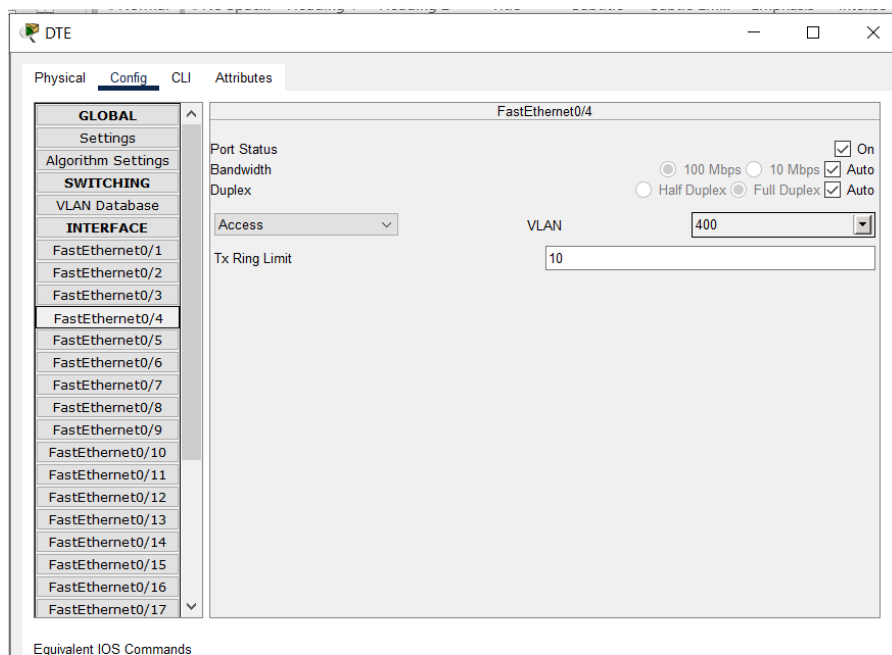 DTE
Physical Config CLI Attributes
GLOBAL
Settings
Algorithm Settings
SWITCHING
VLAN Database
INTERFACE
FastEthernet0/1
FastEthernet0/2
FastEthernet0/3
FastEthernet0/4
FastEthernet0/5
FastEthernet0/6
FastEthernet0/7
FastEthernet0/8
FastEthernet0/9
FastEthernet0/10
FastEthernet0/11
FastEthernet0/12
FastEthernet0/13
FastEthernet0/14
FastEthernet0/15
FastEthernet0/16
FastEthernet0/17
FastEthernet0/4
Port Status On
Bandwidth 100 Mbps 10 Mbps Auto
Duplex Half Duplex Full Duplex Auto
Access VLAN 400
Tx Ring Limit 10
Equivalent IOS Commands